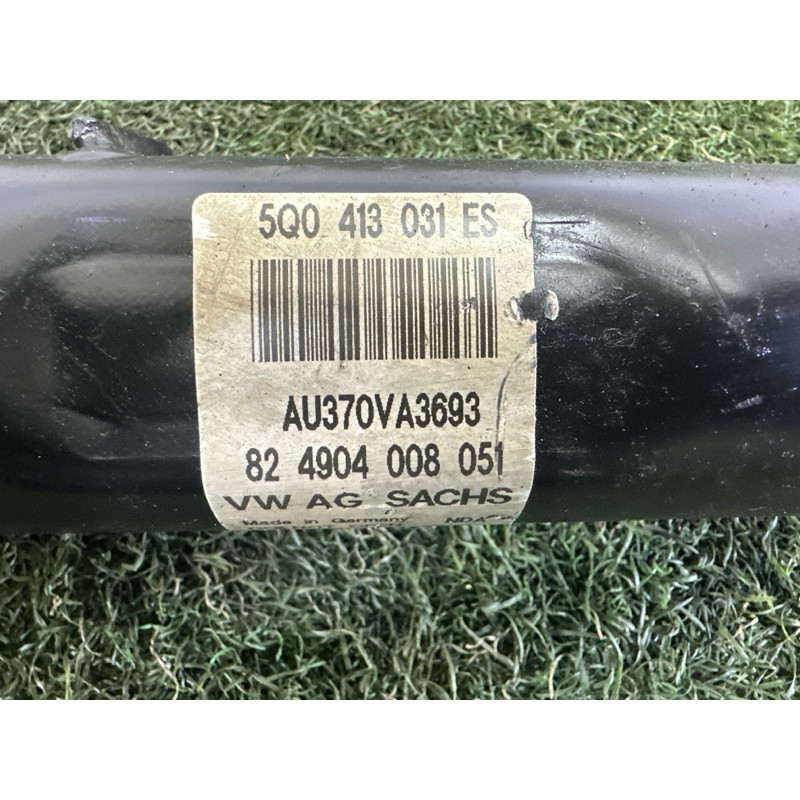 5Q0 413 031 ES
AU370VA3693
82 4904 008 051
VW AG SACHS
Made in Germany